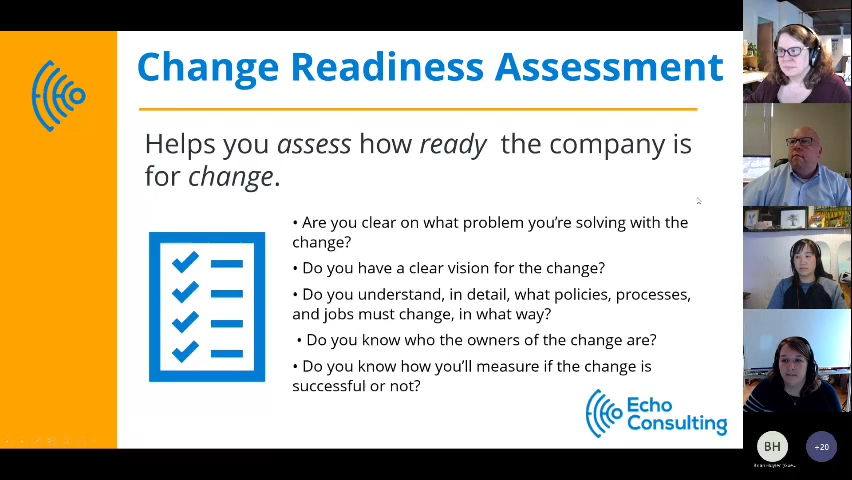 Change Readiness Assessment
Helps you assess how ready the company is
for change.
• Are you clear on what problem you're solving with the
change?
• Do you have a clear vision for the change?
• Do you understand, in detail, what policies, processes,
and jobs must change, in what way?
• Do you know who the owners of the change are?
• Do you know how you'll measure if the change is
successful or not?
Echo
Consulting
BH
+20